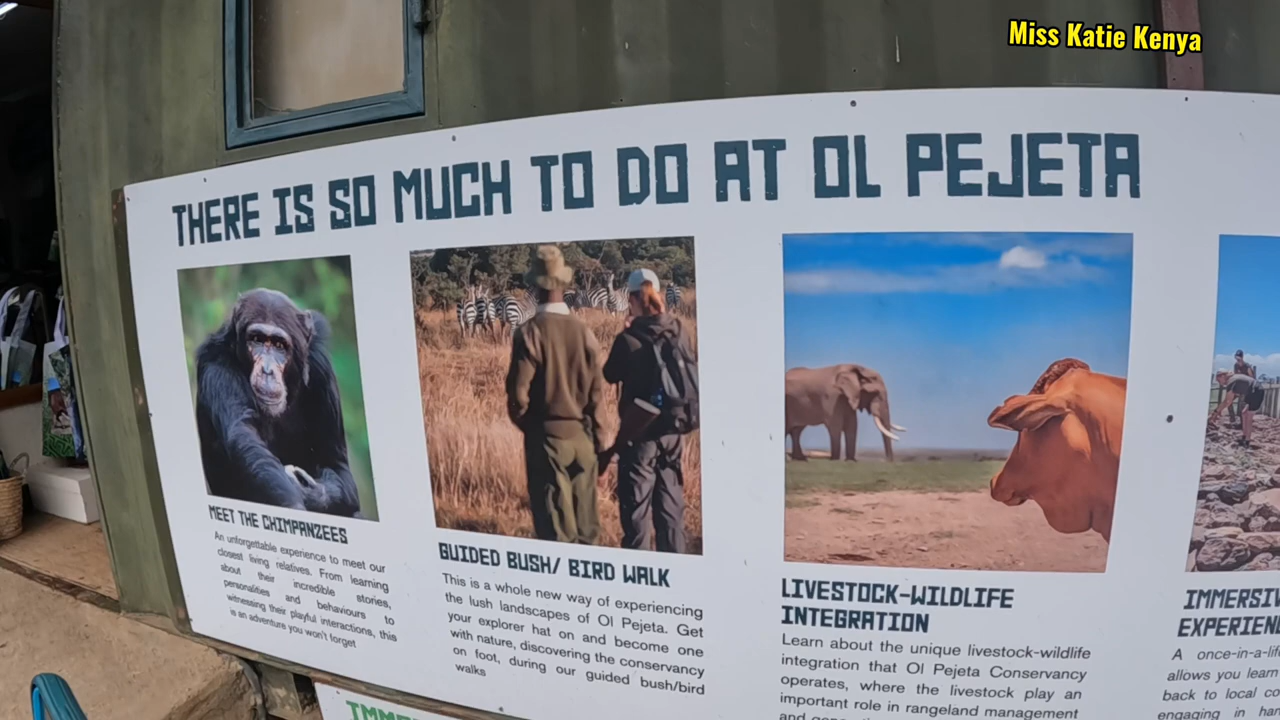 Miss Katie Kenya
THERE IS SO MUCH TO DO AT OL PEJETA
MEET THE CHIMPANZEES
An unforgettable experience to meet our
closest living relatives. From learning
about their incredible stories,
personalities and behaviours to
witnessing their playful interactions, this
is an adventure you won't forget
GUIDED BUSH/ BIRD WALK
This is a whole new way of experiencing
the lush landscapes of Ol Pejeta. Get
your explorer hat on and become one
with nature, discovering the conservancy
on foot, during our guided bush/bird
walks
LIVESTOCK-WILDLIFE
INTEGRATION
Learn about the unique livestock-wildlife
integration that Ol Pejeta Conservancy
operates, where the livestock play an
important role in rangeland management
A once-in-a-
allows you learn
back to local
engaging in